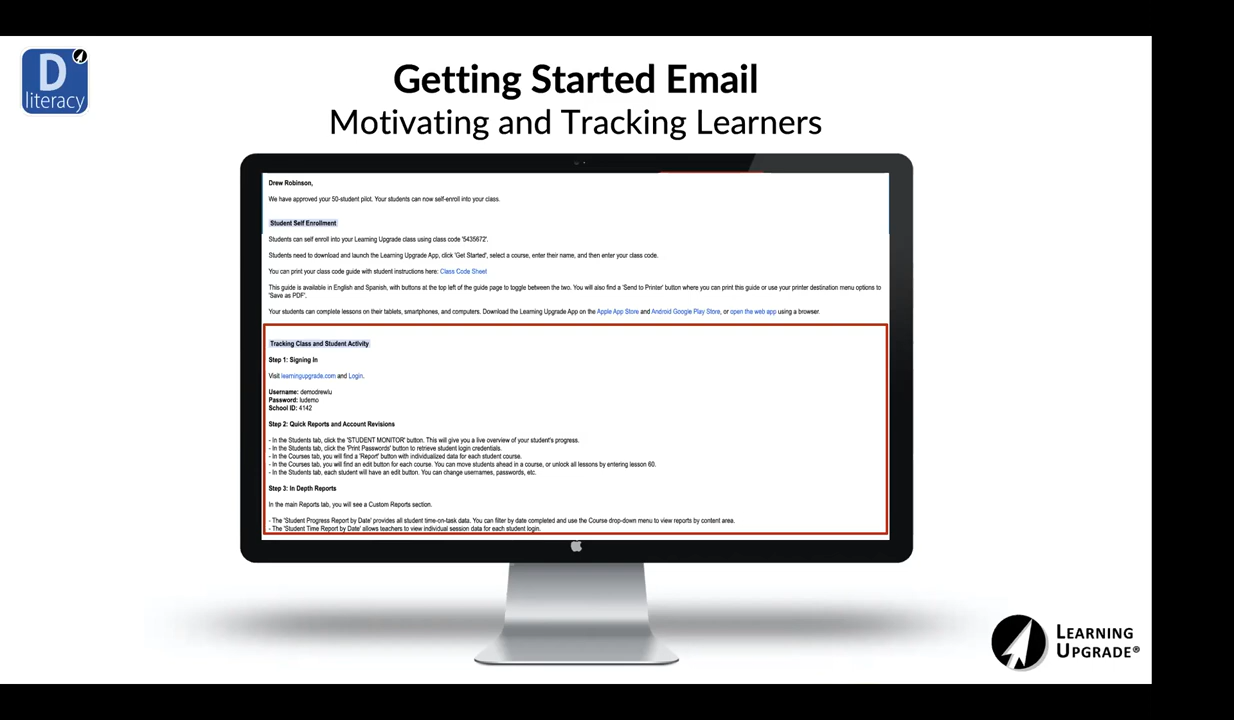 D
literacy
Getting Started Email
Motivating and Tracking Learners
Drew Robinson,
We have approved your 50-student pilot. Your students can now self-enroll into your class.
Student Self Enrollment
Students can self enroll into your Learning Upgrade class using class code '5435672'.
Students need to download and launch the Learning Upgrade App, click 'Get Started', select a course, enter their name, and then enter your class code.
You can print your class code guide with student instructions here: Class Code Sheet
This guide is available in English and Spanish, with buttons at the top left of the guide page to toggle between the two. You will also find a 'Send to Printer' button where you can print this guide or use your printer destination menu options to
'Save as PDF'.
Your students can complete lessons on their tablets, smartphones, and computers. Download the Learning Upgrade App on the Apple App Store and Android Google Play Store, or open the web app using a browser.
Tracking Class and Student Activity
Step 1: Signing In
Visit learningupgrade.com and Login.
Username: demodrewlu
Password: ludemo
School ID: 4142
Step 2: Quick Reports and Account Revisions
- In the Students tab, click the 'STUDENT MONITOR' button. This will give you a live overview of your student's progress.
- In the Students tab, click the 'Print Passwords' button to retrieve student login credentials.
- In the Courses tab, you will find a 'Report' button with individualized data for each student course.
- In the Courses tab, you will find an edit button for each course. You can move students ahead in a course, or unlock all lessons by entering lesson 60.
- In the Students tab, each student will have an edit button. You can change usernames, passwords, etc.
Step 3: In Depth Reports
In the main Reports tab, you will see a Custom Reports section.
- The 'Student Progress Report by Date' provides all student time-on-task data. You can filter by date completed and use the Course drop-down menu to view reports by content area.
- The 'Student Time Report by Date' allows teachers to view individual session data for each student login.
LEARNING
UPGRADE®